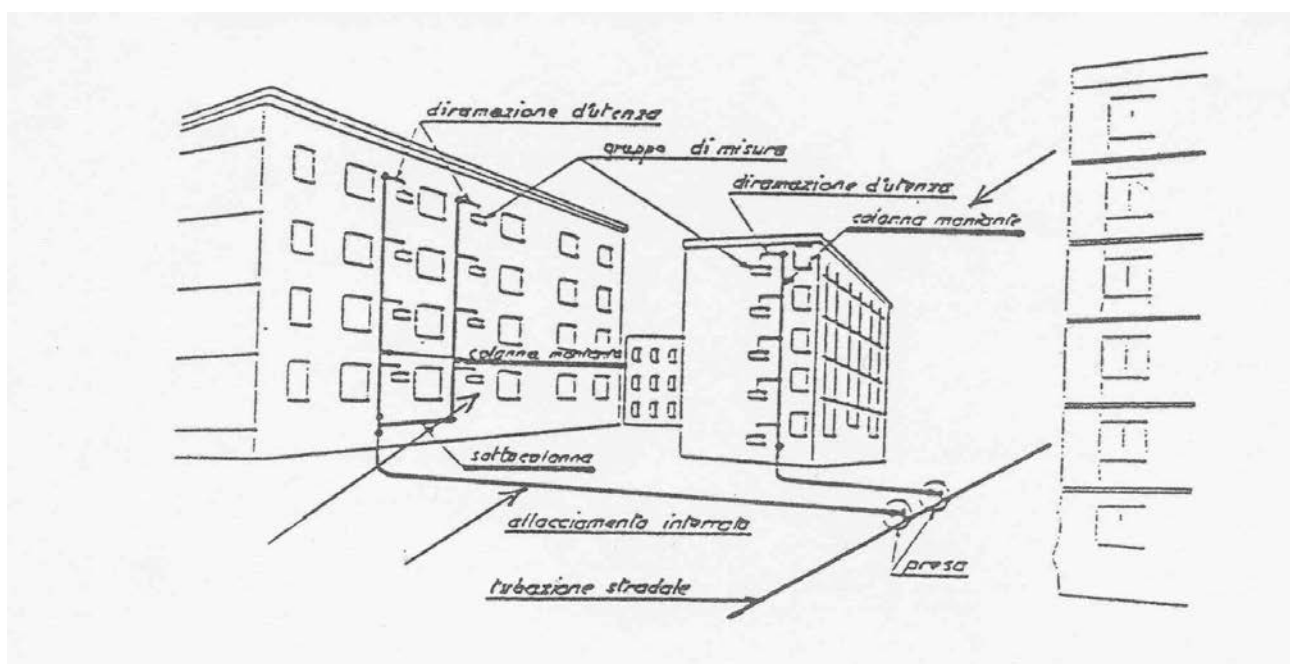 diramazione d'utenza
gruppo di misura
diramazione d'utenza
colonna montante
colonna montante
sottocolonna
allacciamento interrato
presa
tubazione stradale